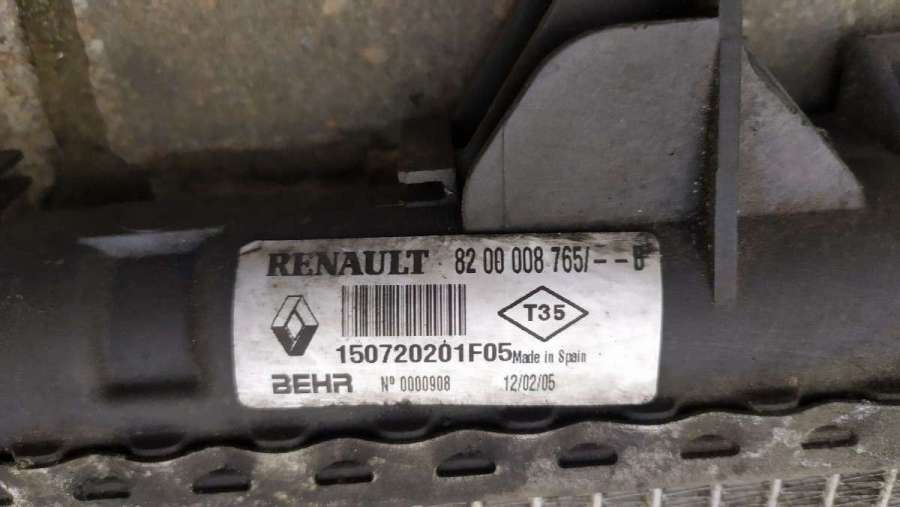 RENAULT 82 00 008 765/--B
T35
150720201F05 Made in Spain
BEHR Nº 0000908 12/02/05